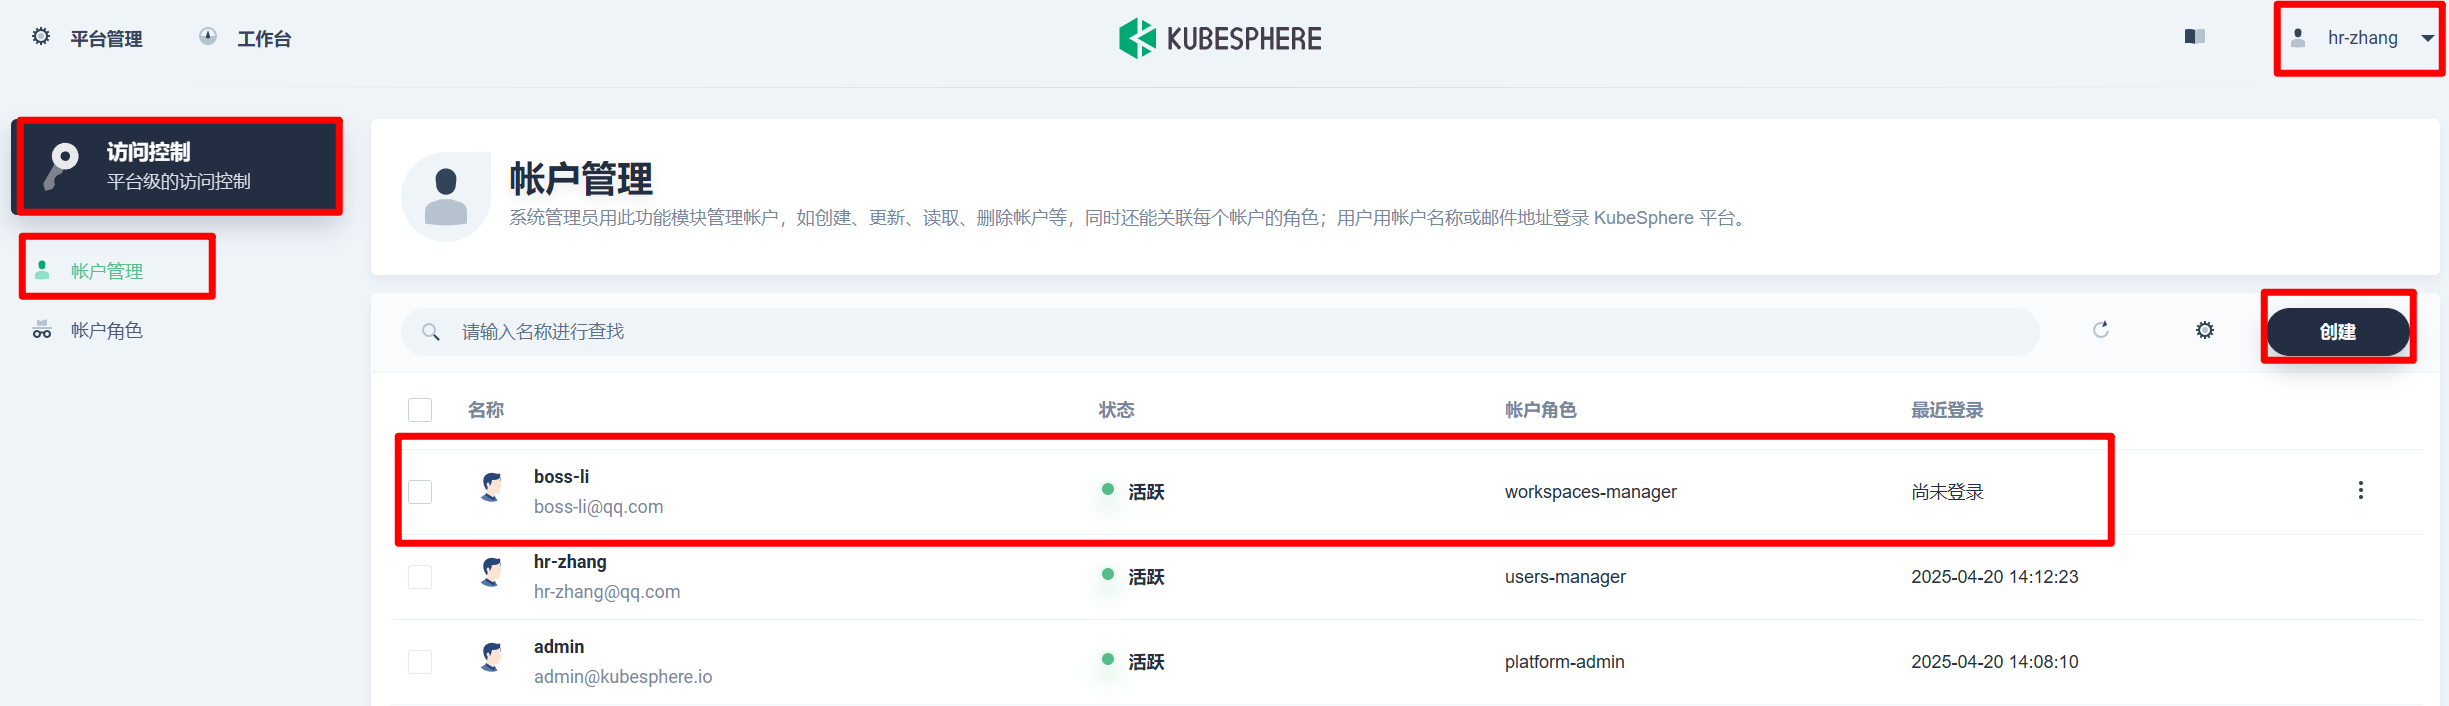 平台管理 工作台 KUBESPHERE hr-zhang
访问控制
平台级的访问控制
帐户管理
帐户角色
帐户管理
系统管理员用此功能模块管理帐户，如创建、更新、读取、删除帐户等，同时还能关联每个帐户的角色；用户用帐户名称或邮件地址登录 KubeSphere 平台。
请输入名称进行查找 创建
名称 状态 帐户角色 最近登录
boss-li
boss-li@qq.com
活跃 workspaces-manager 尚未登录
hr-zhang
hr-zhang@qq.com
活跃 users-manager 2025-04-20 14:12:23
admin
admin@kubesphere.io
活跃 platform-admin 2025-04-20 14:08:10